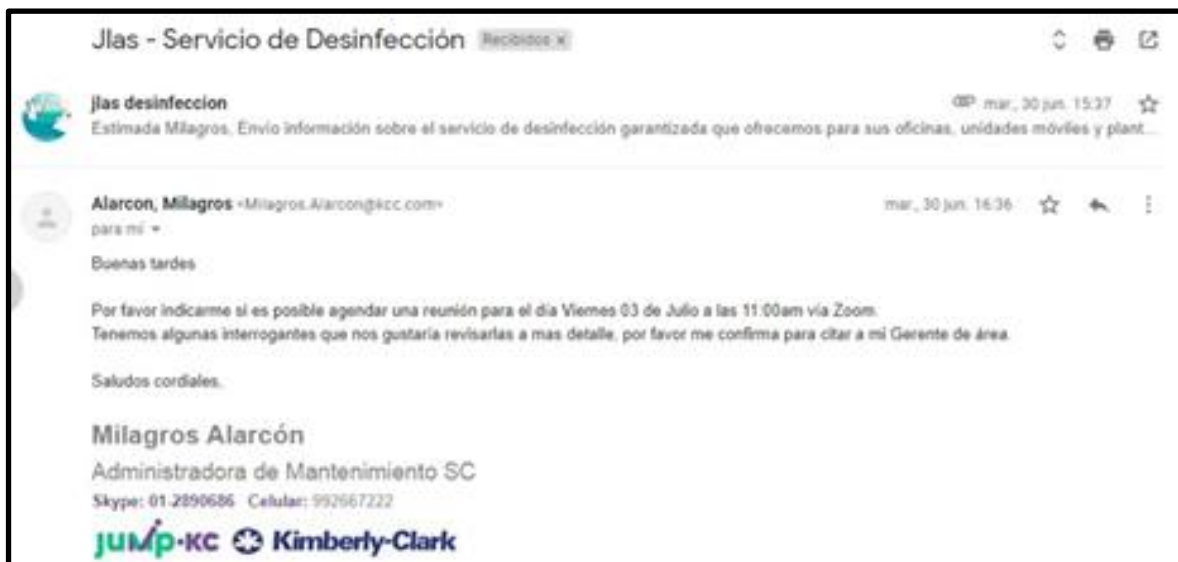 Jlas - Servicio de Desinfección Recibidos x
jlas desinfeccion mar., 30 jun. 15:37
Estimada Milagros, Envio información sobre el servicio de desinfección garantizada que ofrecemos para sus oficinas, unidades móviles y plant...
Alarcon, Milagros <Milagros.Alarcon@kcc.com> mar., 30 jun. 16:36
para mí
Buenas tardes
Por favor indicarme si es posible agendar una reunión para el día Viernes 03 de Julio a las 11:00am vía Zoom.
Tenemos algunas interrogantes que nos gustaría revisarlas a mas detalle, por favor me confirma para citar a mi Gerente de área.
Saludos cordiales.
Milagros Alarcón
Administradora de Mantenimiento SC
Skype: 01-2890686 Celular: 992667222
JUMP·KC Kimberly-Clark